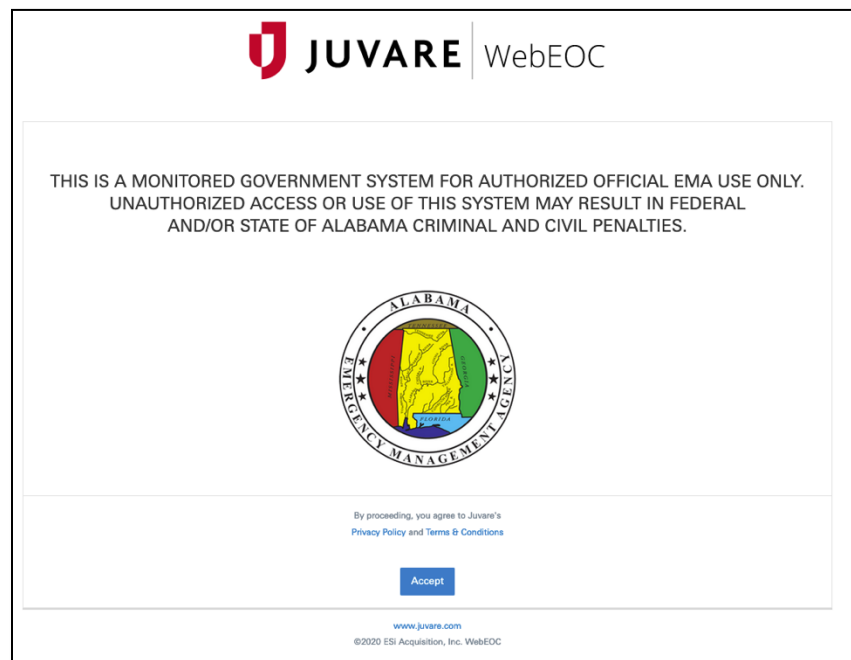 JUVARE WebEOC
THIS IS A MONITORED GOVERNMENT SYSTEM FOR AUTHORIZED OFFICIAL EMA USE ONLY.
UNAUTHORIZED ACCESS OR USE OF THIS SYSTEM MAY RESULT IN FEDERAL
AND/OR STATE OF ALABAMA CRIMINAL AND CIVIL PENALTIES.
ALABAMA
TENNESSEE
MISSISSIPPI
GEORGIA
FLORIDA
EMERGENCY MANAGEMENT AGENCY
By proceeding, you agree to Juvare's
Privacy Policy and Terms & Conditions
Accept
www.juvare.com
©2020 ESi Acquisition, Inc. WebEOC